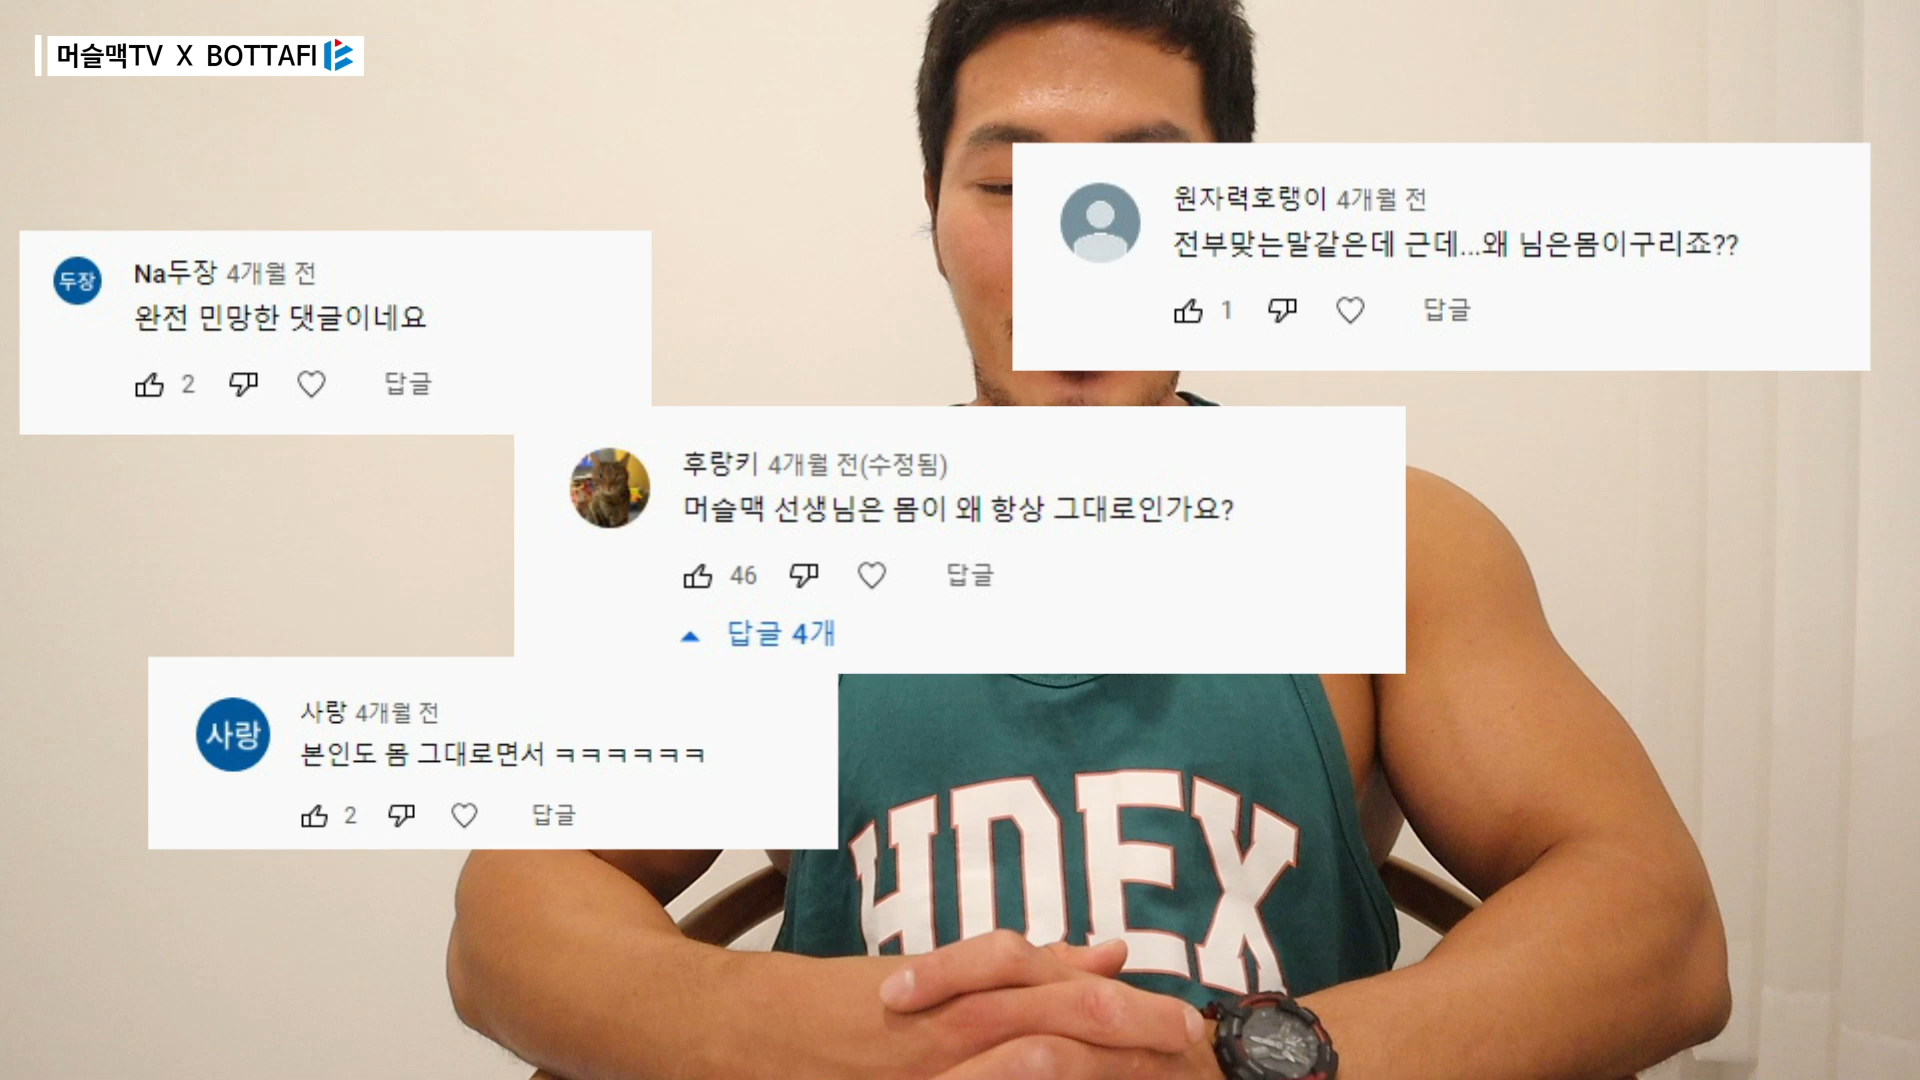 머슬맥TV X BOTTAFI
원자력호랭이 4개월 전
전부맞는말같은데 근데...왜 님은몸이구리죠??
1 답글
두장
Na두장 4개월 전
완전 민망한 댓글이네요
2 답글
후랑키 4개월 전(수정됨)
머슬맥 선생님은 몸이 왜 항상 그대로인가요?
46 답글
답글 4개
사랑
사랑 4개월 전
본인도 몸 그대로면서 ㅋㅋㅋㅋㅋㅋ
2 답글
HDEX